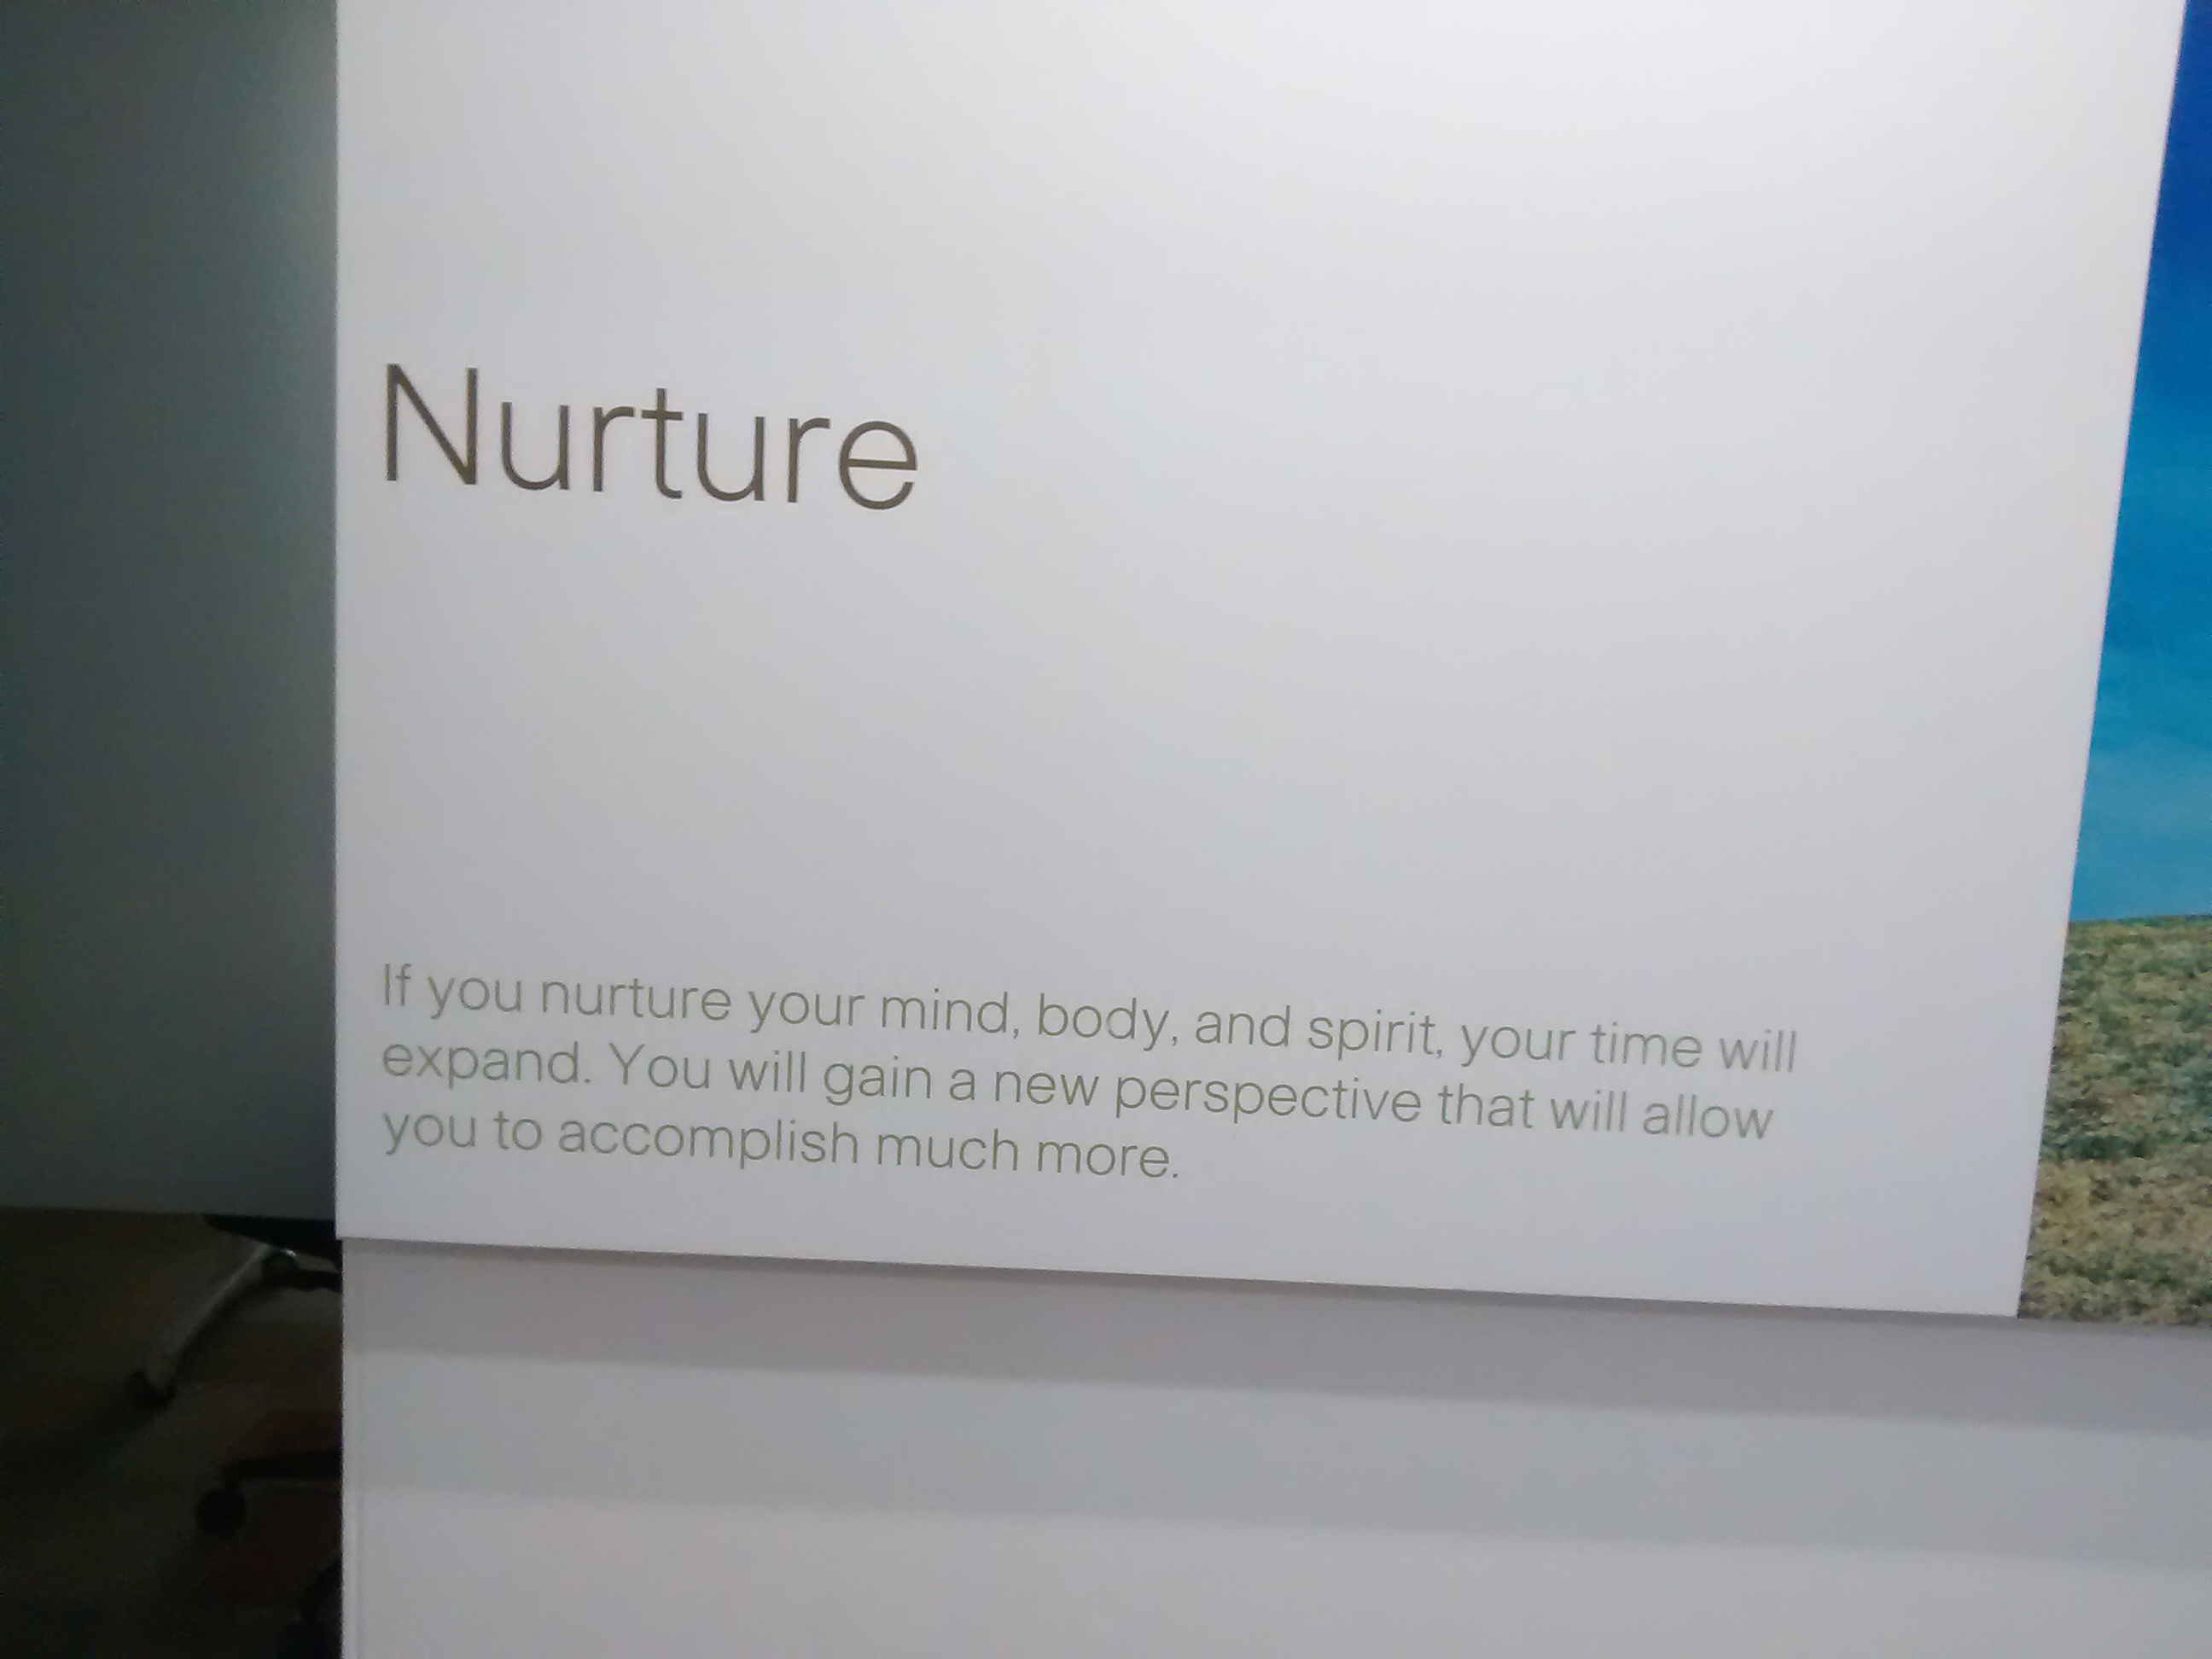 Nurture
If you nurture your mind, body, and spirit, your time will
expand. You will gain a new perspective that will allow
you to accomplish much more.